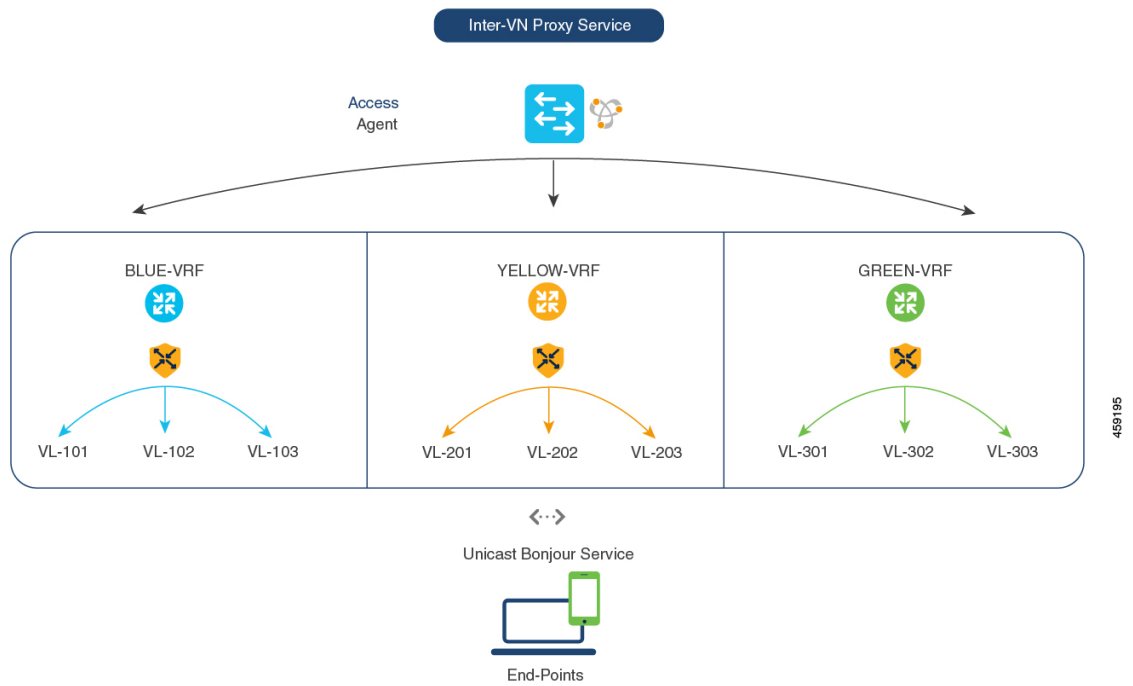 Inter-VN Proxy Service
Access
Agent
BLUE-VRF
YELLOW-VRF
GREEN-VRF
VL-101
VL-102
VL-103
VL-201
VL-202
VL-203
VL-301
VL-302
VL-303
459195
Unicast Bonjour Service
End-Points